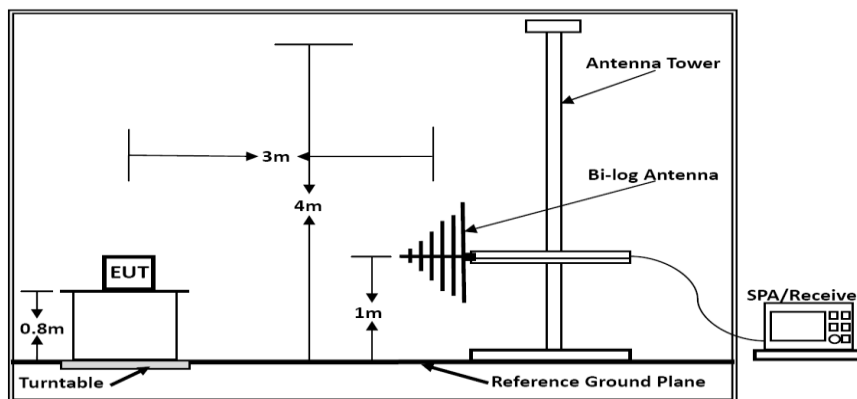 Antenna Tower
3m
Bi-log Antenna
4m
EUT
SPA/Receive
0.8m
1m
Turntable
Reference Ground Plane